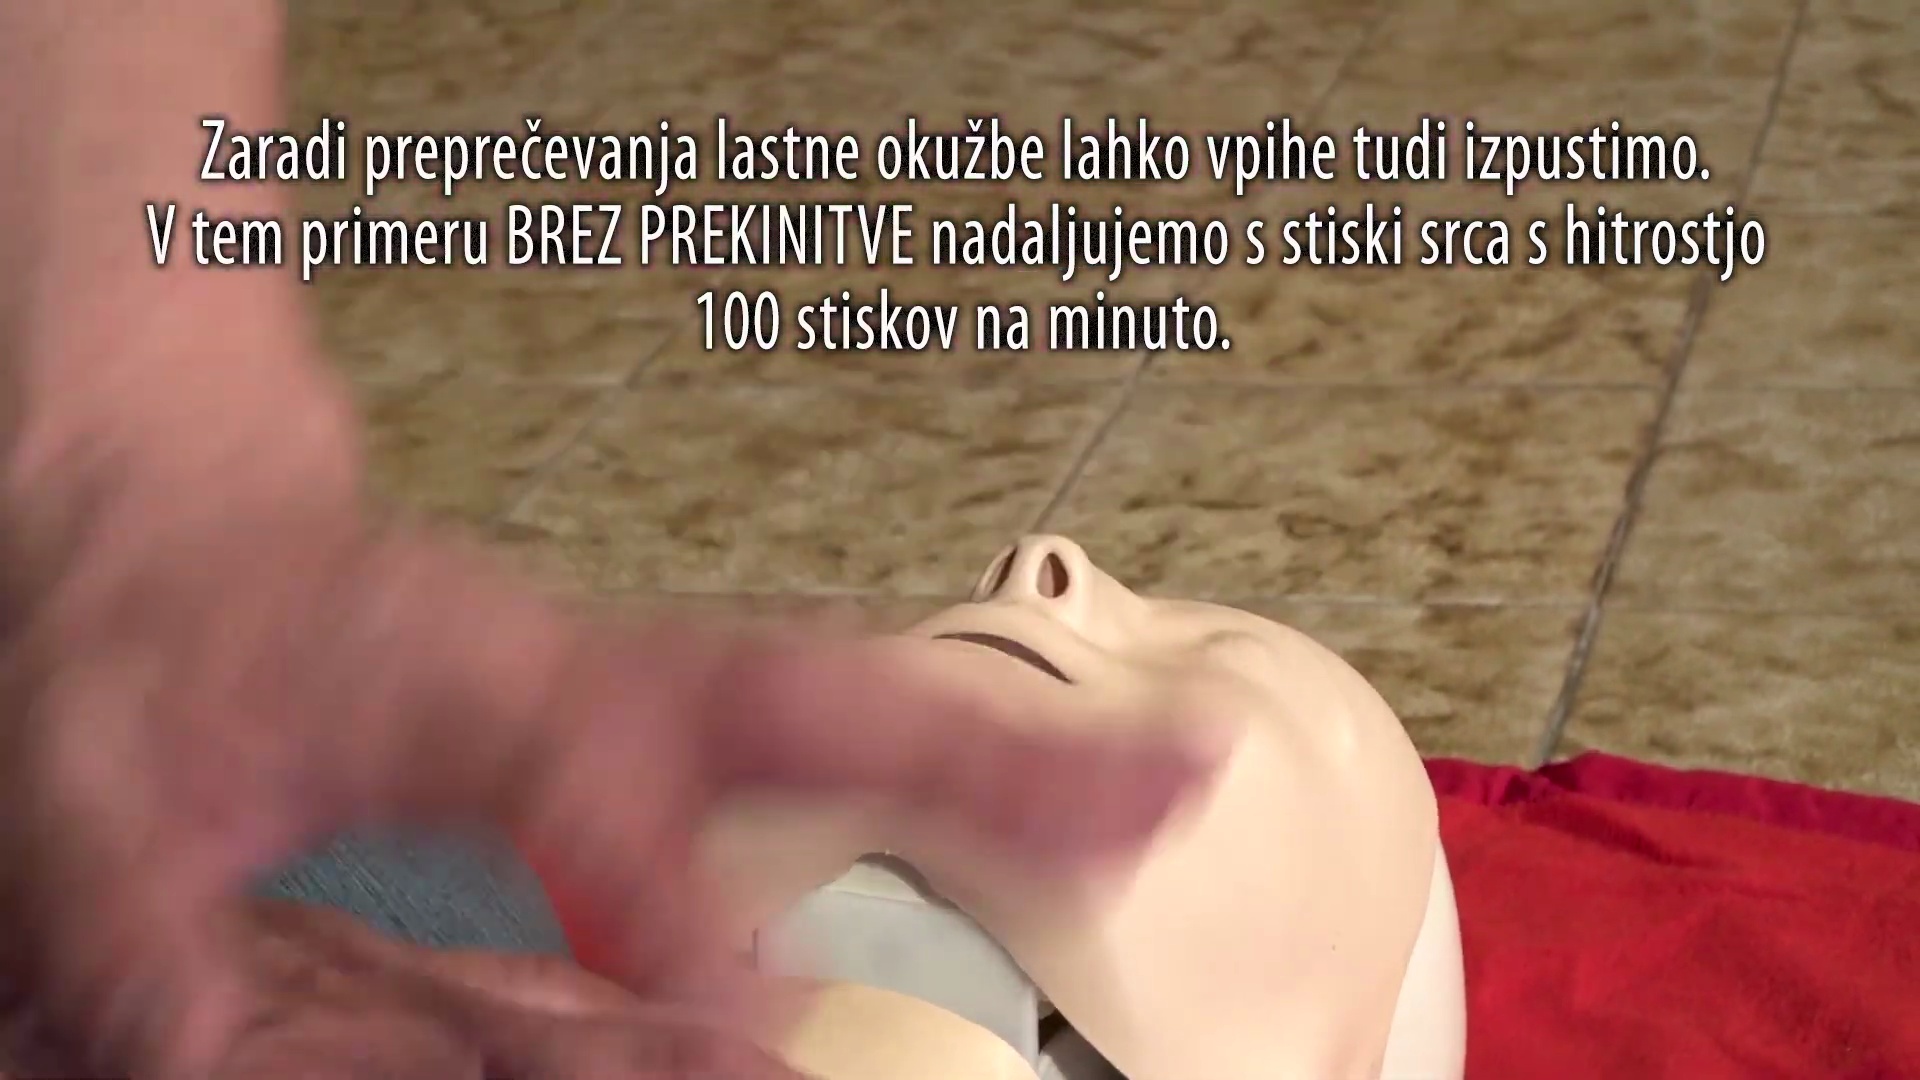 Zaradi preprečevanja lastne okužbe lahko vpihe tudi izpustimo.
V tem primeru BREZ PREKINITVE nadaljujemo s stiski srca s hitrostjo
100 stiskov na minuto.